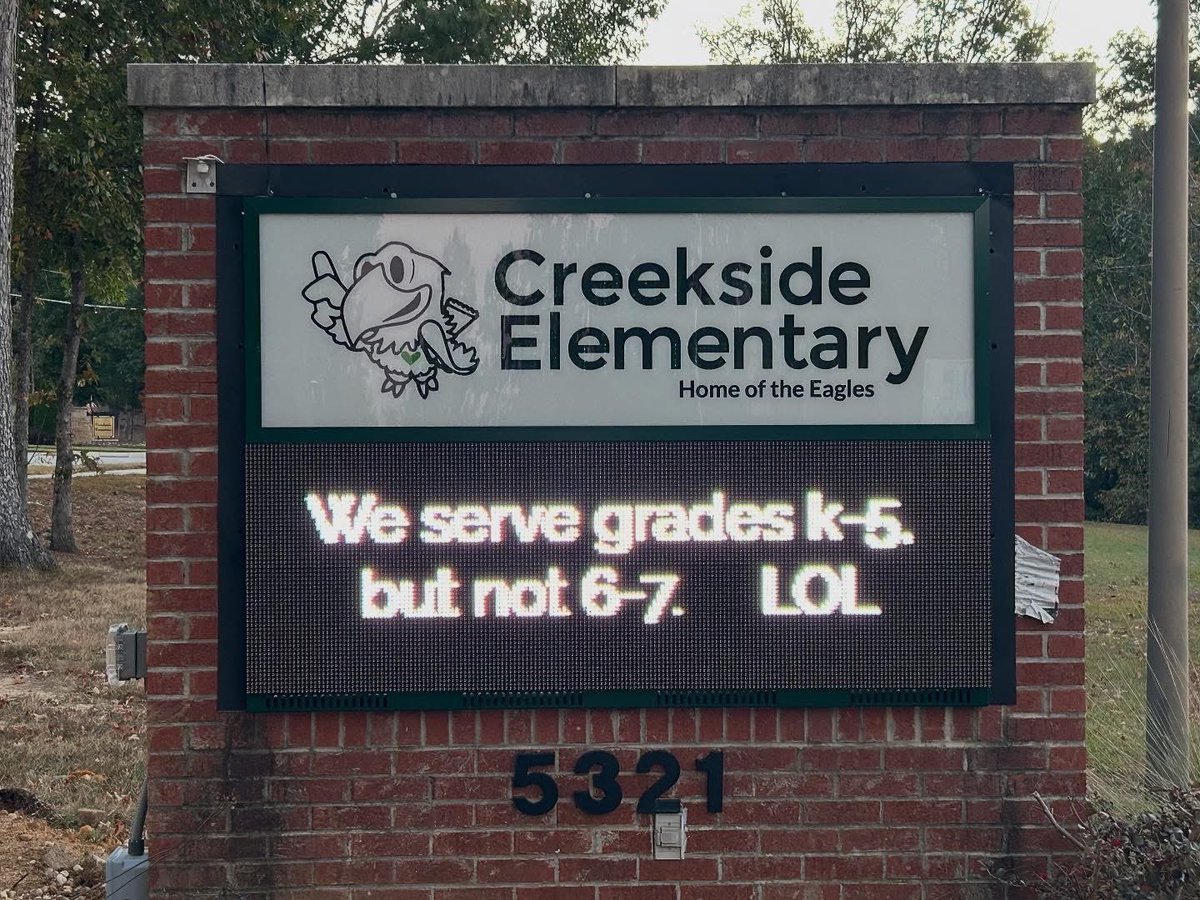 Creekside
Elementary
Home of the Eagles
We serve grades k-5.
but not 6-7. LOL
5321